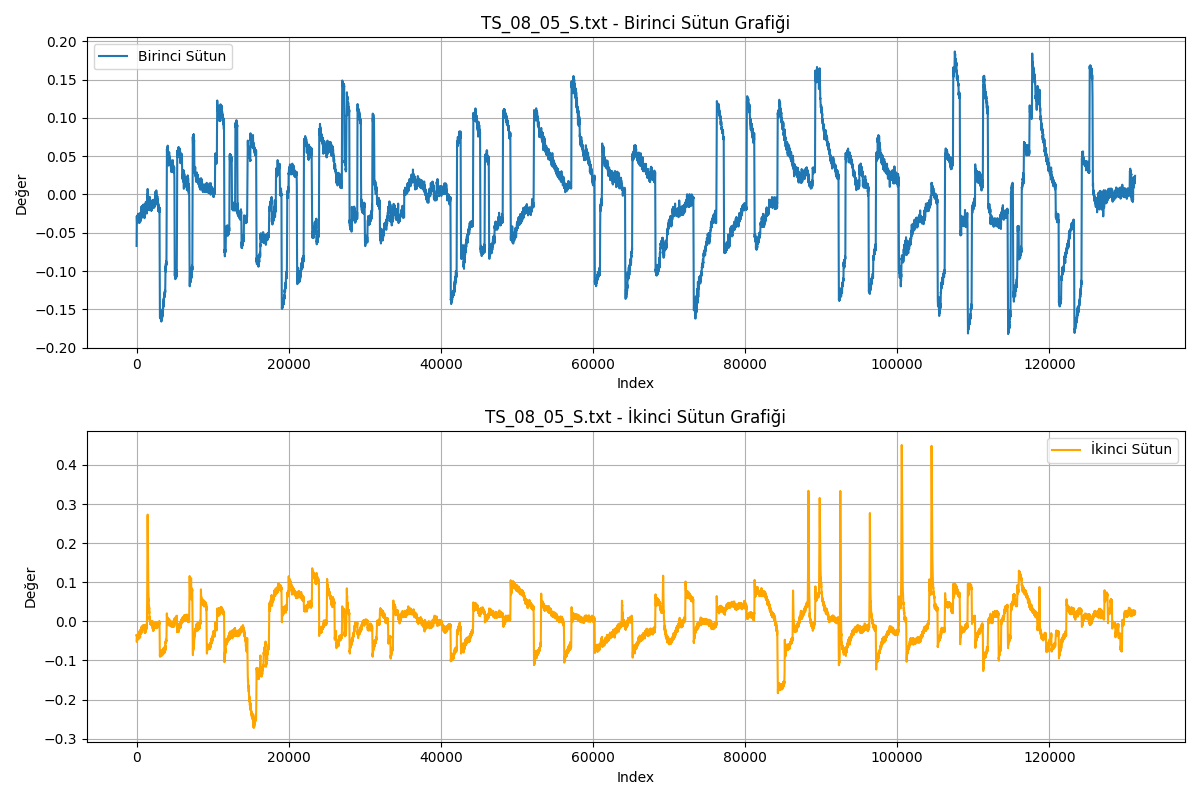 TS_08_05_S.txt - Birinci Sütun Grafiği
Birinci Sütun
Değer
0.20
0.15
0.10
0.05
0.00
−0.05
−0.10
−0.15
−0.20
0 20000 40000 60000 80000 100000 120000
Index
TS_08_05_S.txt - İkinci Sütun Grafiği
İkinci Sütun
Değer
0.4
0.3
0.2
0.1
0.0
−0.1
−0.2
−0.3
0 20000 40000 60000 80000 100000 120000
Index